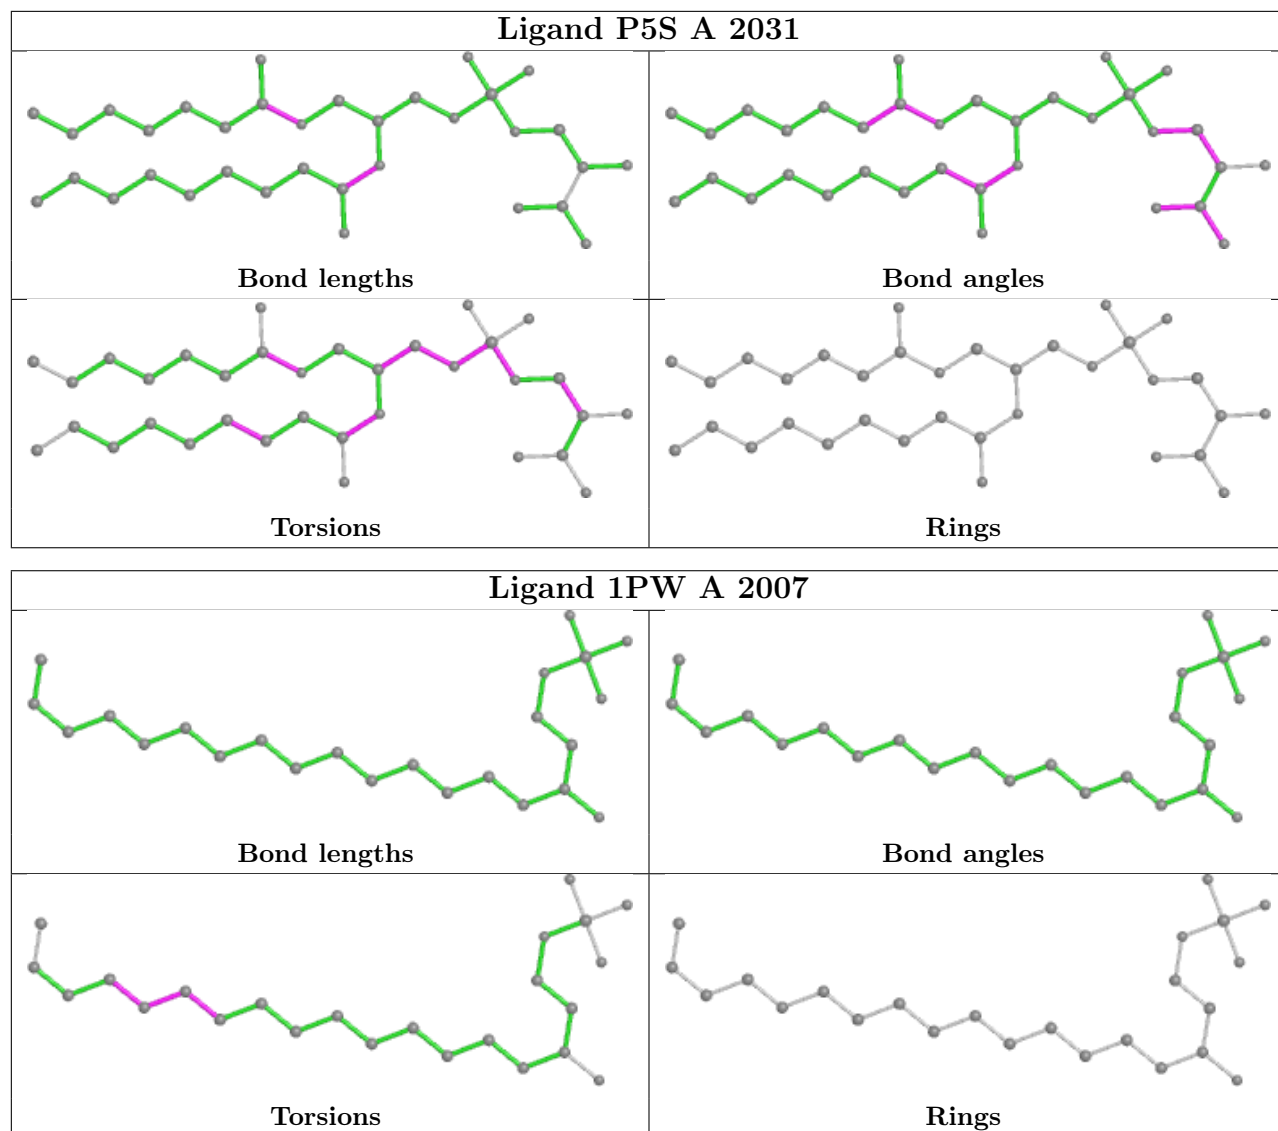 Ligand P5S A 2031
Bond lengths
Bond angles
Torsions
Rings
Ligand 1PW A 2007
Bond lengths
Bond angles
Torsions
Rings